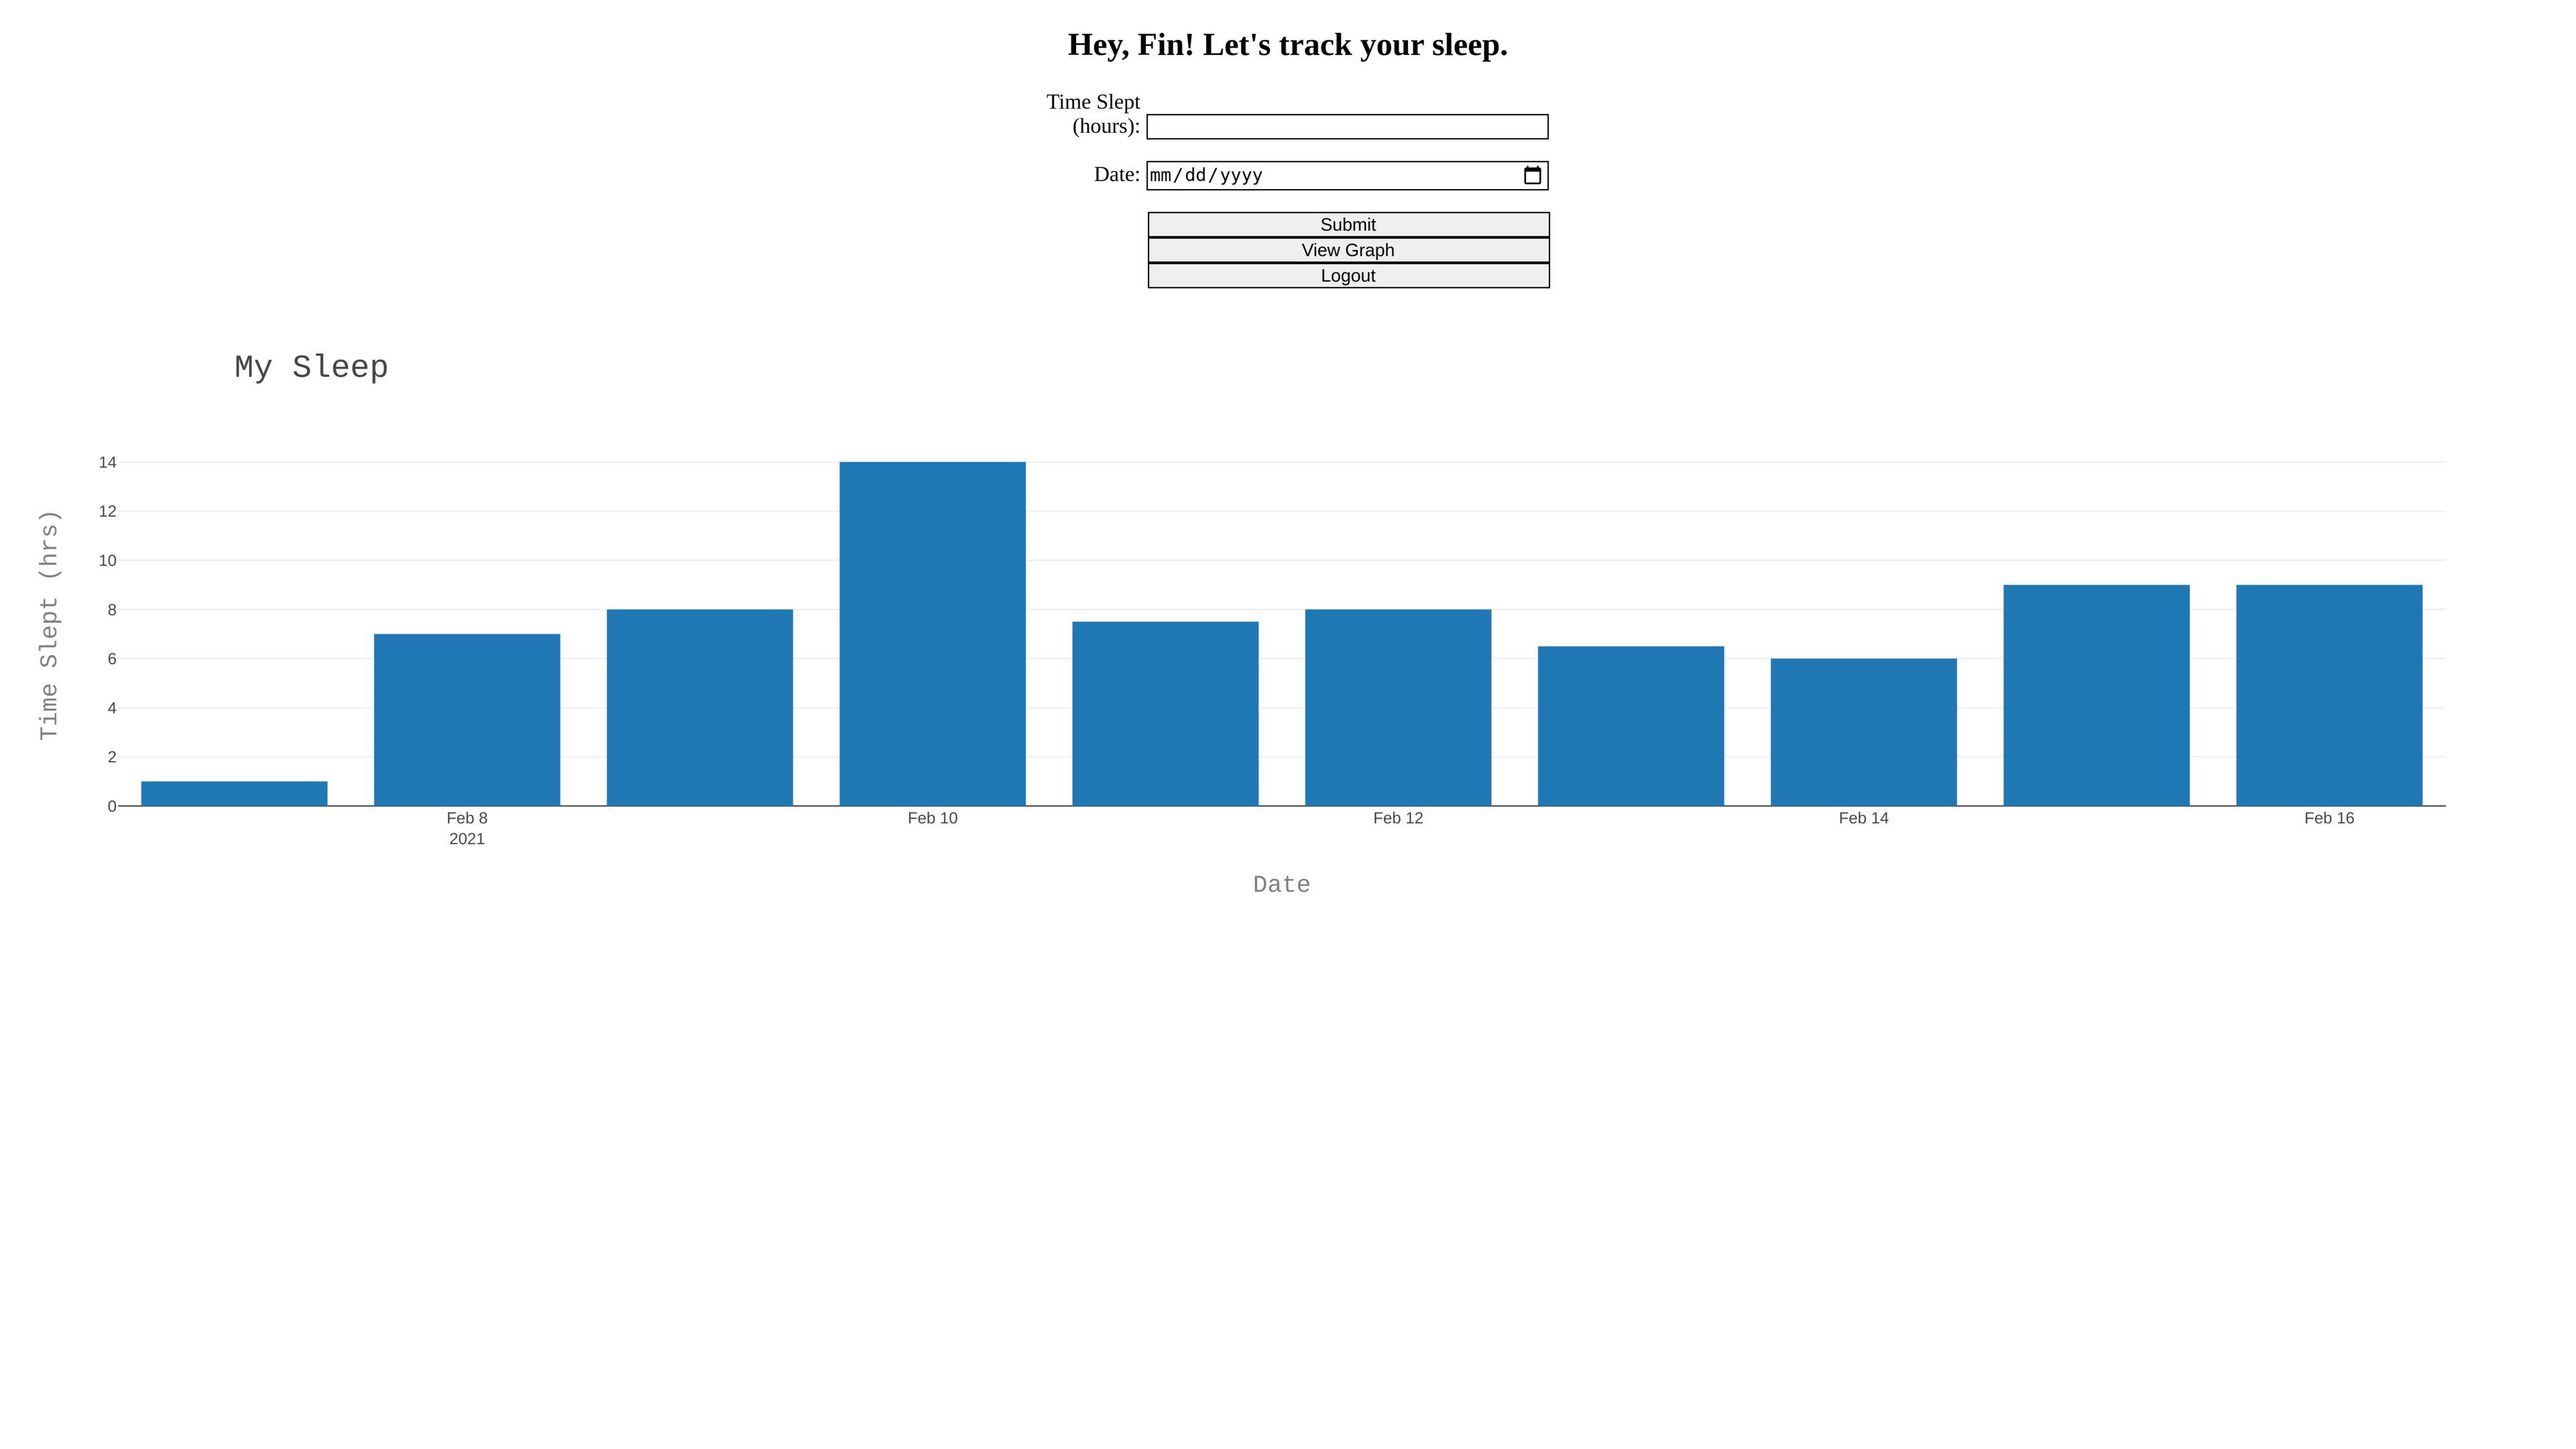 Hey, Fin! Let's track your sleep.
Time Slept
(hours):
Date: mm/dd/yyyy
Submit
View Graph
Logout
My Sleep
Time Slept (hrs)
14
12
10
8
6
4
2
0
Feb 8 Feb 10 Feb 12 Feb 14 Feb 16
2021
Date